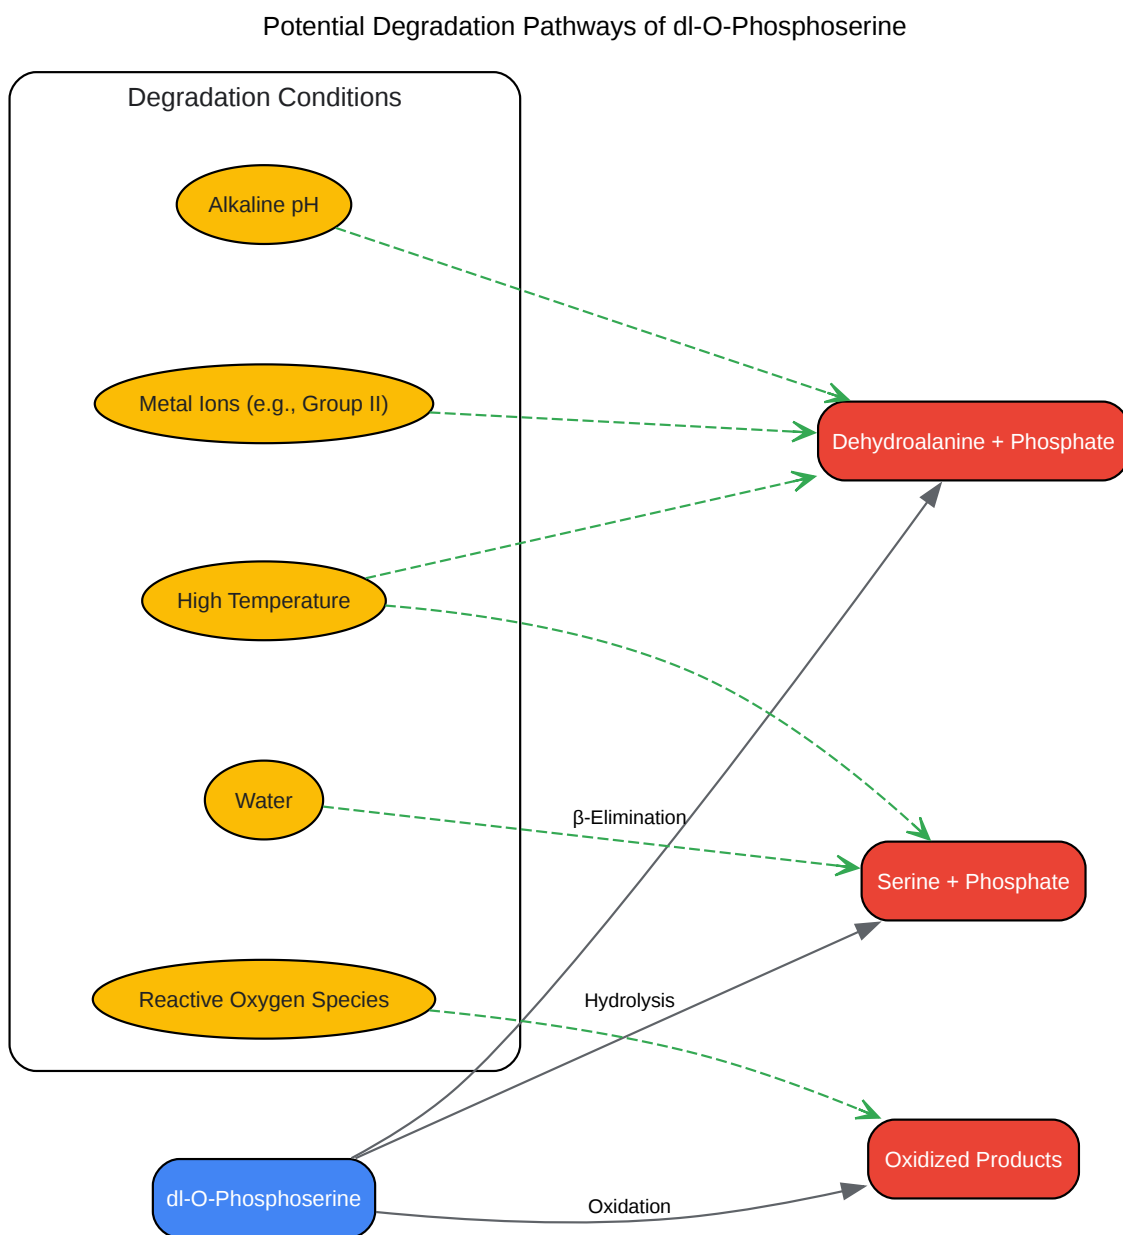 Potential Degradation Pathways of dl-O-Phosphoserine
Degradation Conditions
Alkaline pH
Metal Ions (e.g., Group II)
Dehydroalanine + Phosphate
High Temperature
Water
β-Elimination
Serine + Phosphate
Reactive Oxygen Species
Hydrolysis
Oxidized Products
dl-O-Phosphoserine
Oxidation